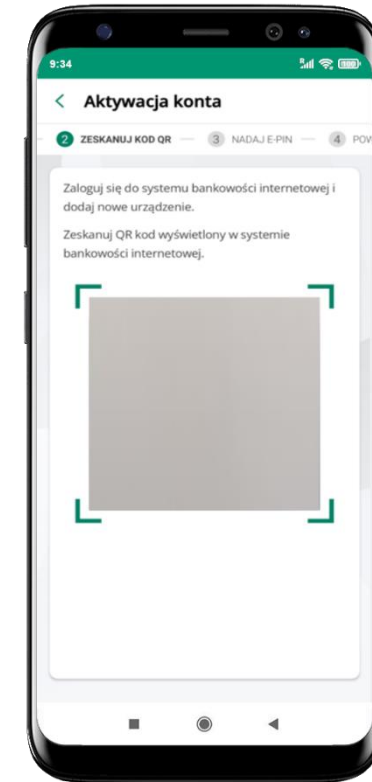 9:34
Aktywacja konta
2 ZESKANUJ KOD QR 3 NADAJ E-PIN 4
Zaloguj się do systemu bankowości internetowej i
dodaj nowe urządzenie.
Zeskanuj QR kod wyświetlony w systemie
bankowości internetowej.